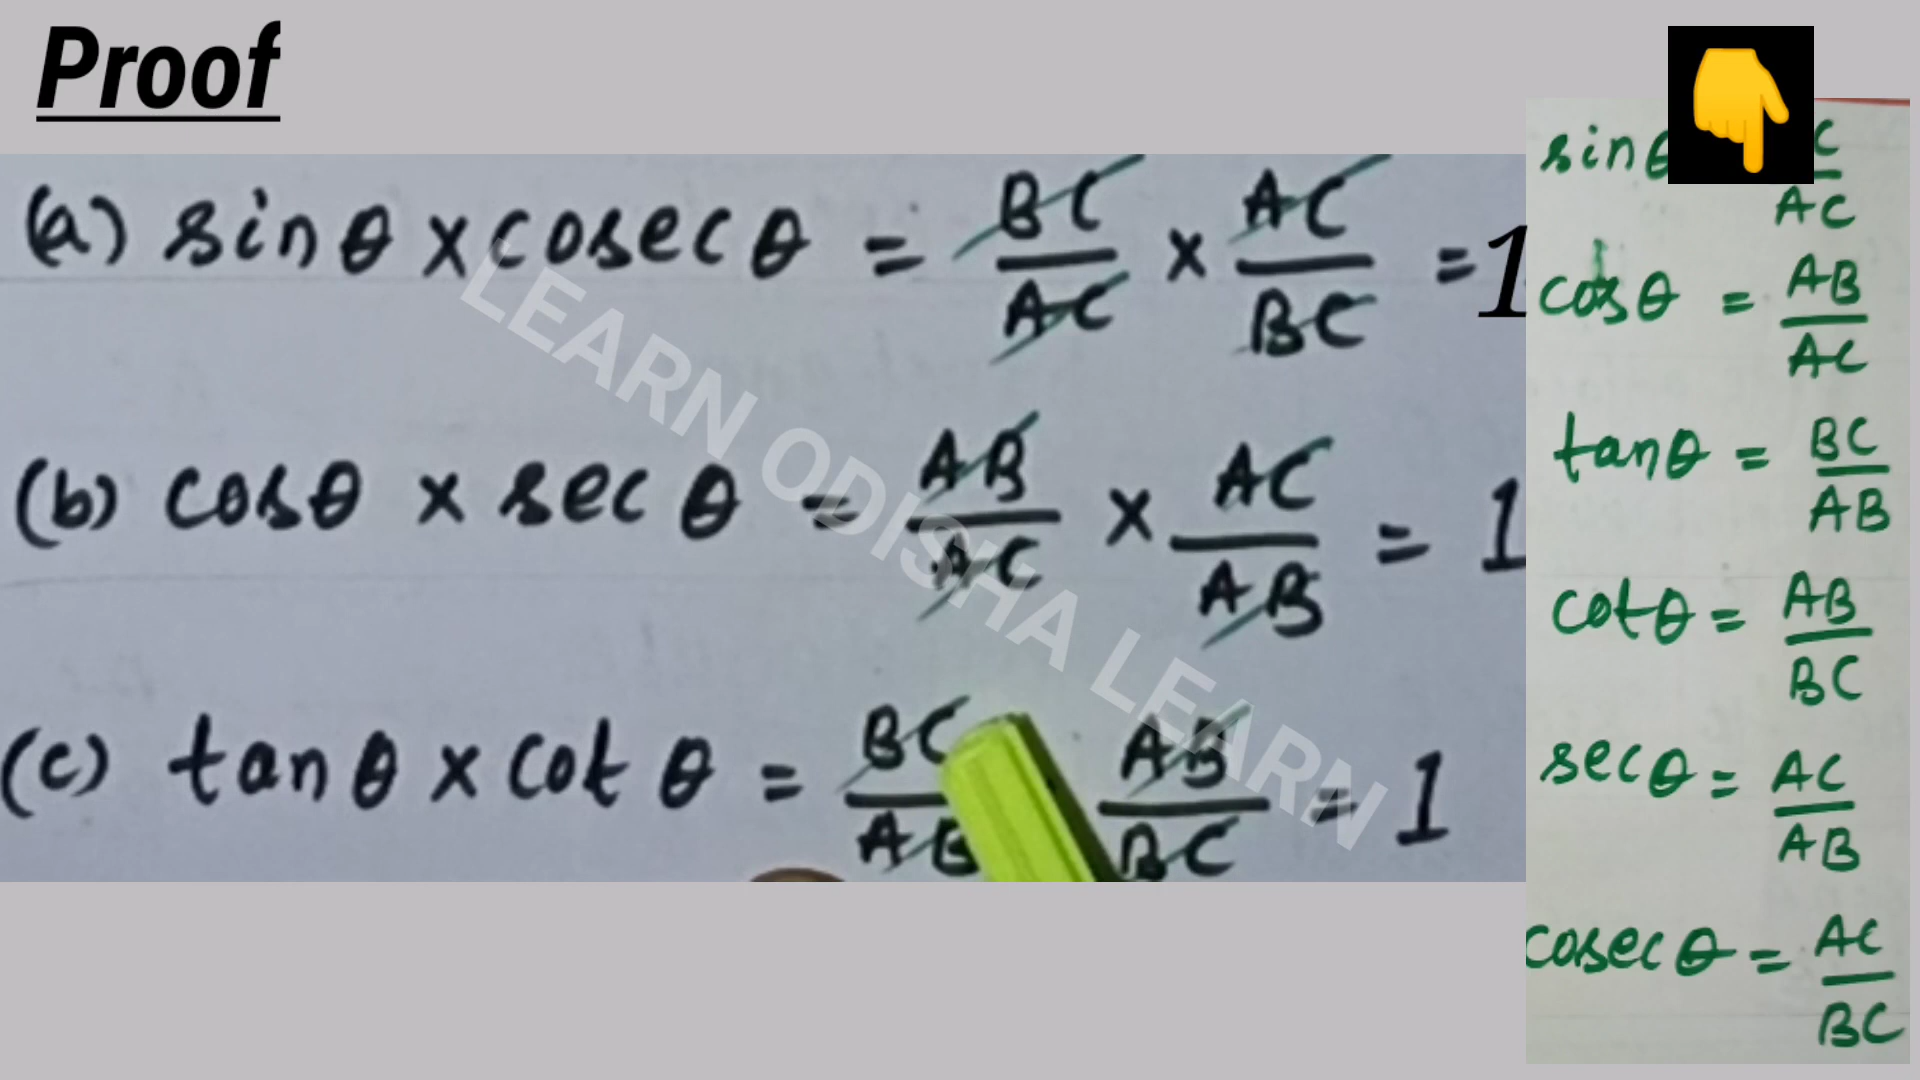 Proof
(a) sinθ × cosecθ = BC/AC × AC/BC = 1
(b) cosθ × secθ = AB/AC × AC/AB = 1
(c) tanθ × cotθ = BC/AB AB/BC = 1
LEARN ODISHA LEARN
sinθ C/AC
cosθ = AB/AC
tanθ = BC/AB
cotθ = AB/BC
secθ = AC/AB
cosecθ = AC/BC